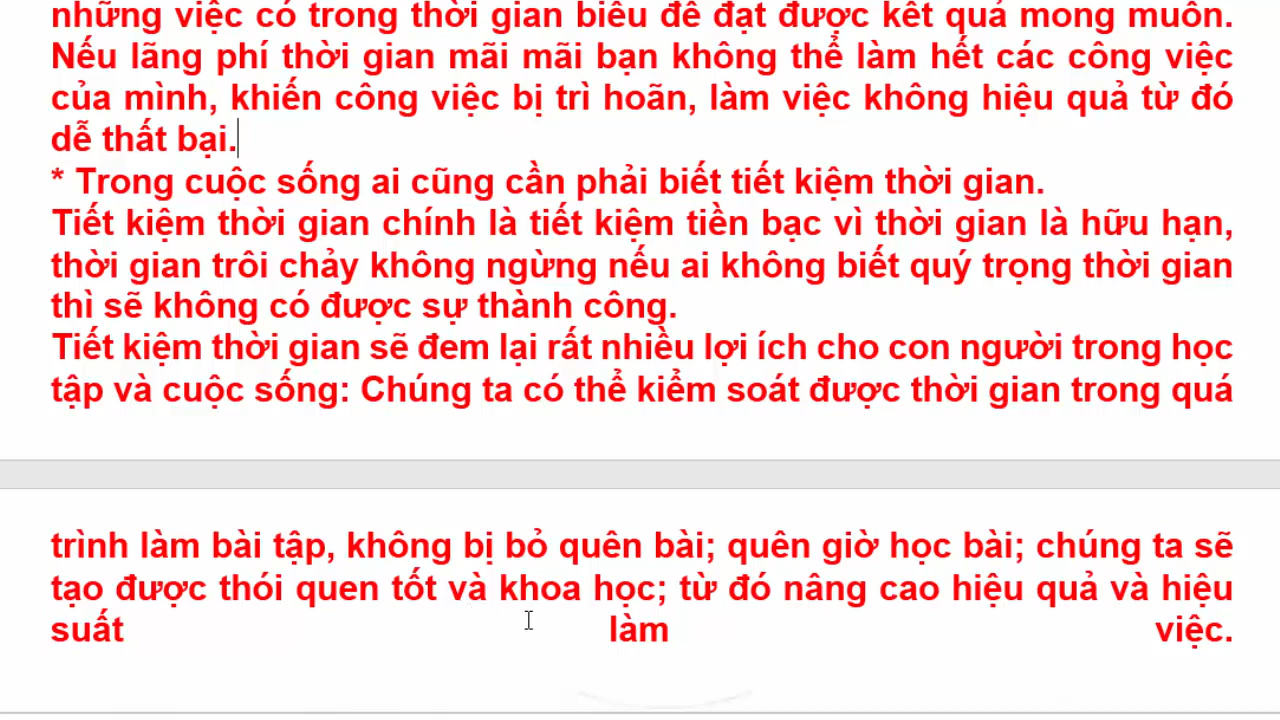 những việc có trong thời gian biểu để đạt được kết quả mong muốn.
Nếu lãng phí thời gian mãi mãi bạn không thể làm hết các công việc
của mình, khiến công việc bị trì hoãn, làm việc không hiệu quả từ đó
dễ thất bại.
* Trong cuộc sống ai cũng cần phải biết tiết kiệm thời gian.
Tiết kiệm thời gian chính là tiết kiệm tiền bạc vì thời gian là hữu hạn,
thời gian trôi chảy không ngừng nếu ai không biết quý trọng thời gian
thì sẽ không có được sự thành công.
Tiết kiệm thời gian sẽ đem lại rất nhiều lợi ích cho con người trong học
tập và cuộc sống: Chúng ta có thể kiểm soát được thời gian trong quá
trình làm bài tập, không bị bỏ quên bài; quên giờ học bài; chúng ta sẽ
tạo được thói quen tốt và khoa học; từ đó nâng cao hiệu quả và hiệu
suất làm việc.